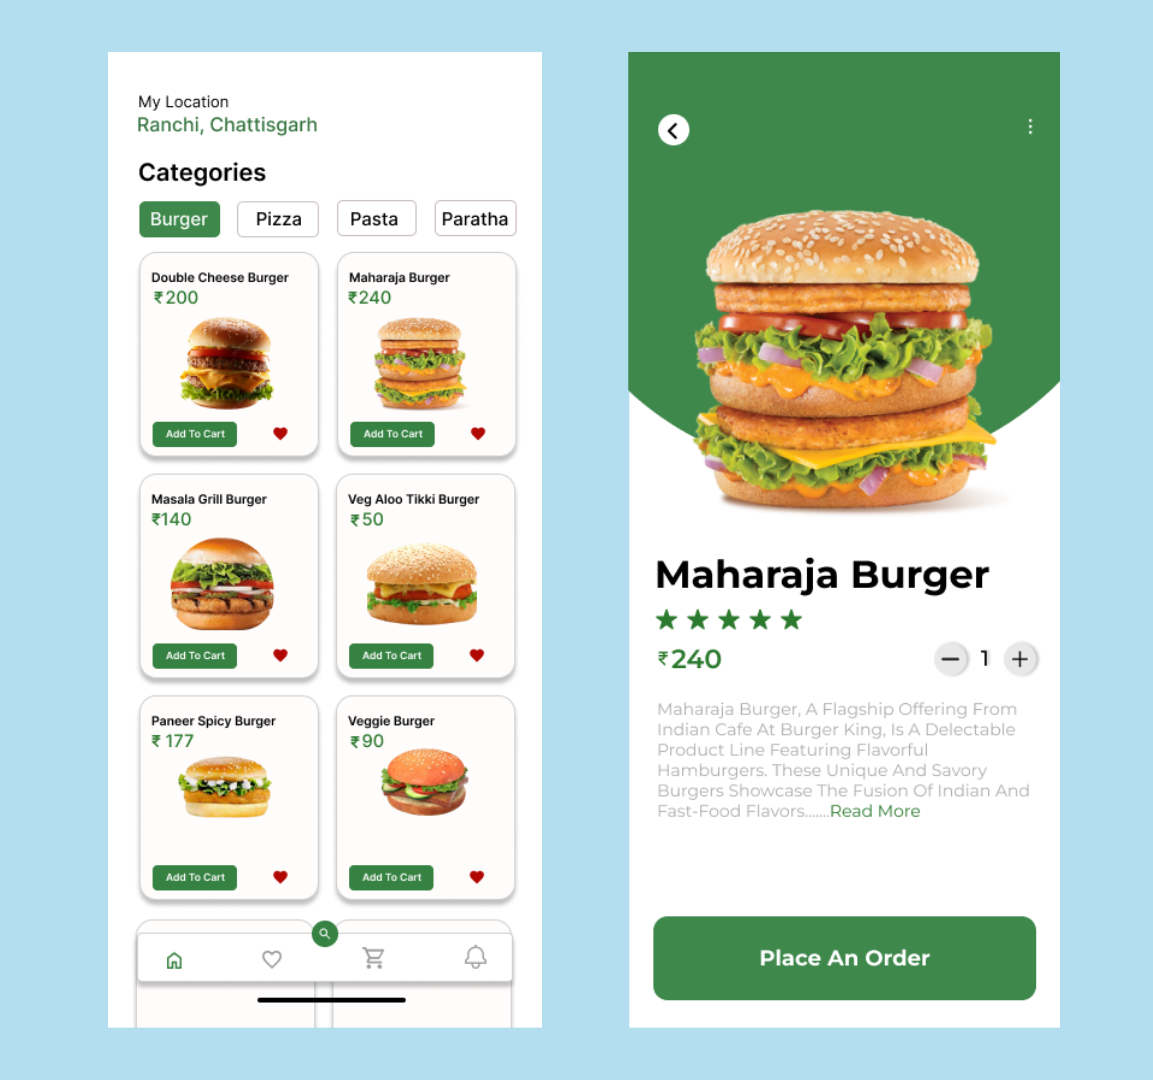 My Location
Ranchi, Chattisgarh
Categories
Burger
Pizza
Pasta
Paratha
Double Cheese Burger
₹200
Add To Cart
Maharaja Burger
₹240
Add To Cart
Masala Grill Burger
₹140
Add To Cart
Veg Aloo Tikki Burger
₹50
Add To Cart
Paneer Spicy Burger
₹ 177
Add To Cart
Veggie Burger
₹90
Add To Cart
Maharaja Burger
₹240
1
Maharaja Burger, A Flagship Offering From
Indian Cafe At Burger King, Is A Delectable
Product Line Featuring Flavorful
Hamburgers. These Unique And Savory
Burgers Showcase The Fusion Of Indian And
Fast-Food Flavors.......Read More
Place An Order